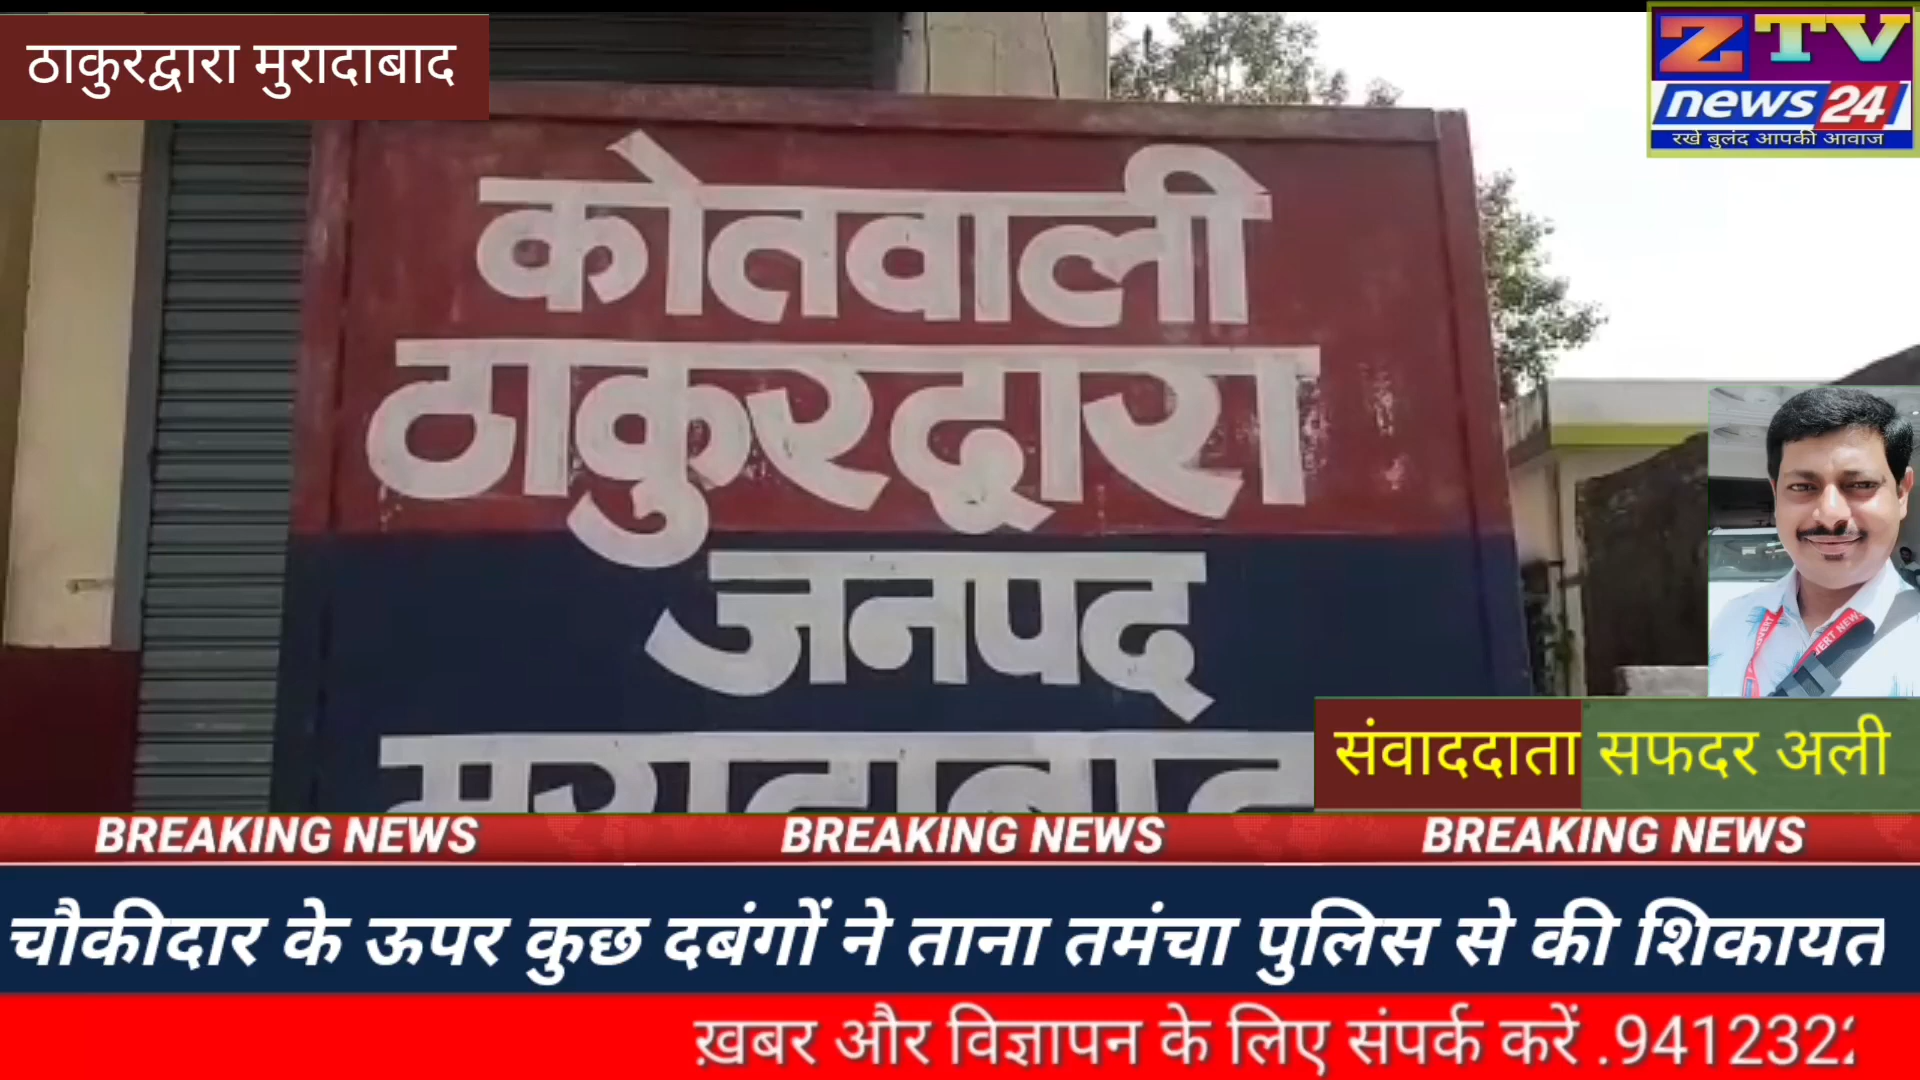 ठाकुरद्वारा मुरादाबाद
Z TV
news 24
रखे बुलंद आपकी आवाज
कोतवाली
ठाकुरद्वारा
जनपद
मुरादाबाद
संवाददाता सफदर अली
BREAKING NEWS BREAKING NEWS BREAKING NEWS
चौकीदार के ऊपर कुछ दबंगों ने ताना तमंचा पुलिस से की शिकायत
ख़बर और विज्ञापन के लिए संपर्क करें .941232